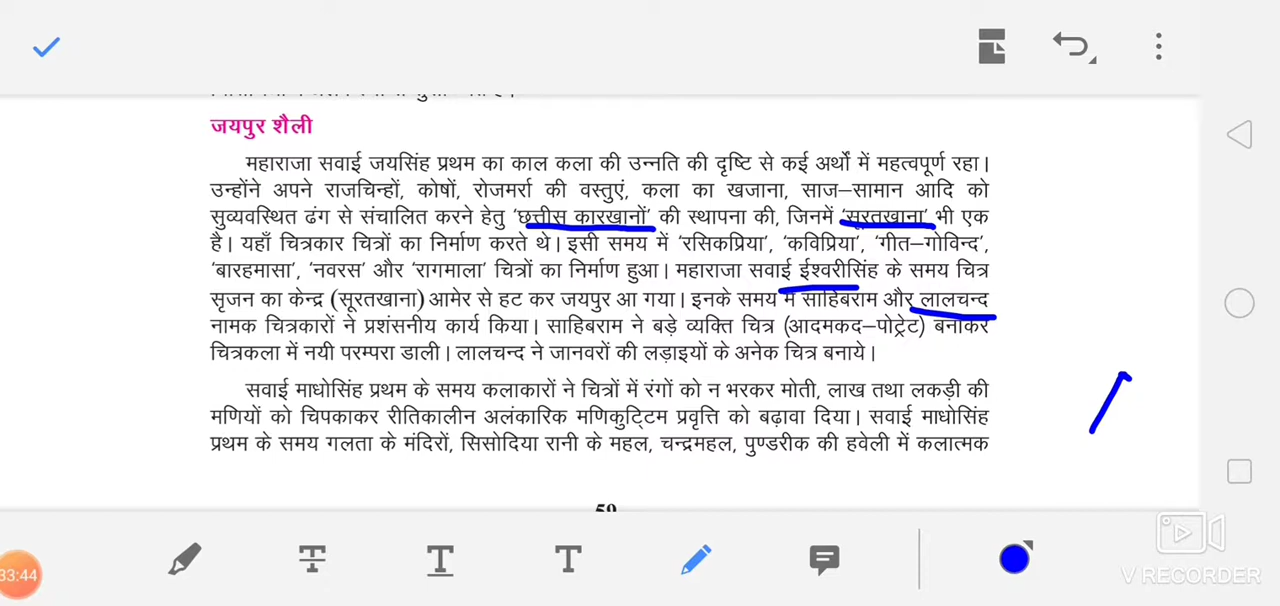 जयपुर शैली
महाराजा सवाई जयसिंह प्रथम का काल कला की उन्नति की दृष्टि से कई अर्थों में महत्वपूर्ण रहा।
उन्होंने अपने राजचिन्हों, कोषों, रोजमर्रा की वस्तुएं, कला का खजाना, साज–सामान आदि को
सुव्यवस्थित ढंग से संचालित करने हेतु ‘छत्तीस कारखानों’ की स्थापना की, जिनमें ‘सूरतखाना’ भी एक
है। यहाँ चित्रकार चित्रों का निर्माण करते थे। इसी समय में ‘रसिकप्रिया’, ‘कविप्रिया’, ‘गीत–गोविन्द’,
‘बारहमासा’, ‘नवरस’ और ‘रागमाला’ चित्रों का निर्माण हुआ। महाराजा सवाई ईश्वरीसिंह के समय चित्र
सृजन का केन्द्र (सूरतखाना) आमेर से हट कर जयपुर आ गया। इनके समय में साहिबराम और लालचन्द
नामक चित्रकारों ने प्रशंसनीय कार्य किया। साहिबराम ने बड़े व्यक्ति चित्र (आदमकद–पोट्रेट) बनाकर
चित्रकला में नयी परम्परा डाली। लालचन्द ने जानवरों की लड़ाइयों के अनेक चित्र बनाये।
सवाई माधोसिंह प्रथम के समय कलाकारों ने चित्रों में रंगों को न भरकर मोती, लाख तथा लकड़ी की
मणियों को चिपकाकर रीतिकालीन अलंकारिक मणिकुट्टिम प्रवृत्ति को बढ़ावा दिया। सवाई माधोसिंह
प्रथम के समय गलता के मंदिरों, सिसोदिया रानी के महल, चन्द्रमहल, पुण्डरीक की हवेली में कलात्मक
59
T T T
33:44
V RECORDER